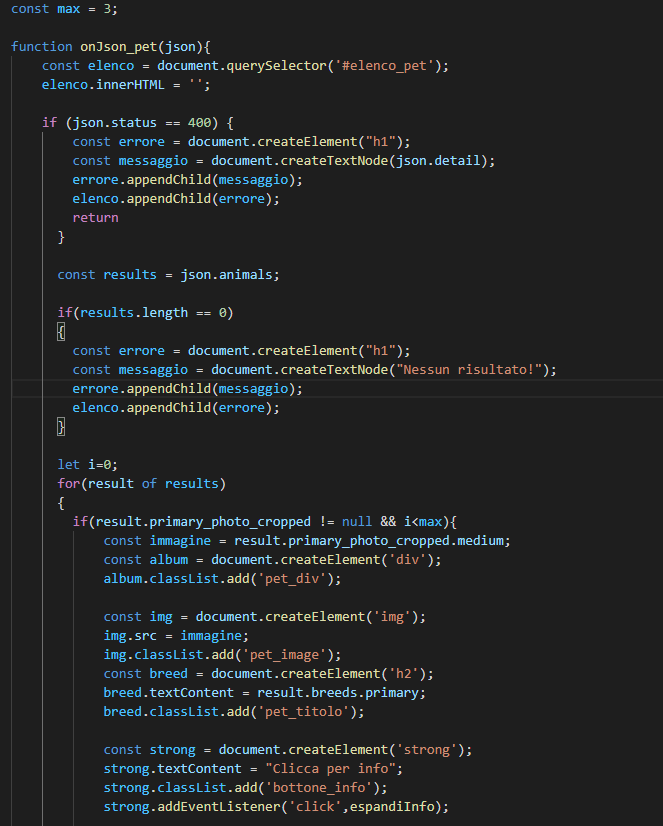 const max = 3;
function onJson_pet(json){
const elenco = document.querySelector('#elenco_pet');
elenco.innerHTML = '';
if (json.status == 400) {
const errore = document.createElement("h1");
const messaggio = document.createTextNode(json.detail);
errore.appendChild(messaggio);
elenco.appendChild(errore);
return
}
const results = json.animals;
if(results.length == 0)
{
const errore = document.createElement("h1");
const messaggio = document.createTextNode("Nessun risultato!");
errore.appendChild(messaggio);
elenco.appendChild(errore);
}
let i=0;
for(result of results)
{
if(result.primary_photo_cropped != null && i<max){
const immagine = result.primary_photo_cropped.medium;
const album = document.createElement('div');
album.classList.add('pet_div');
const img = document.createElement('img');
img.src = immagine;
img.classList.add('pet_image');
const breed = document.createElement('h2');
breed.textContent = result.breeds.primary;
breed.classList.add('pet_titolo');
const strong = document.createElement('strong');
strong.textContent = "Clicca per info";
strong.classList.add('bottone_info');
strong.addEventListener('click',espandiInfo);